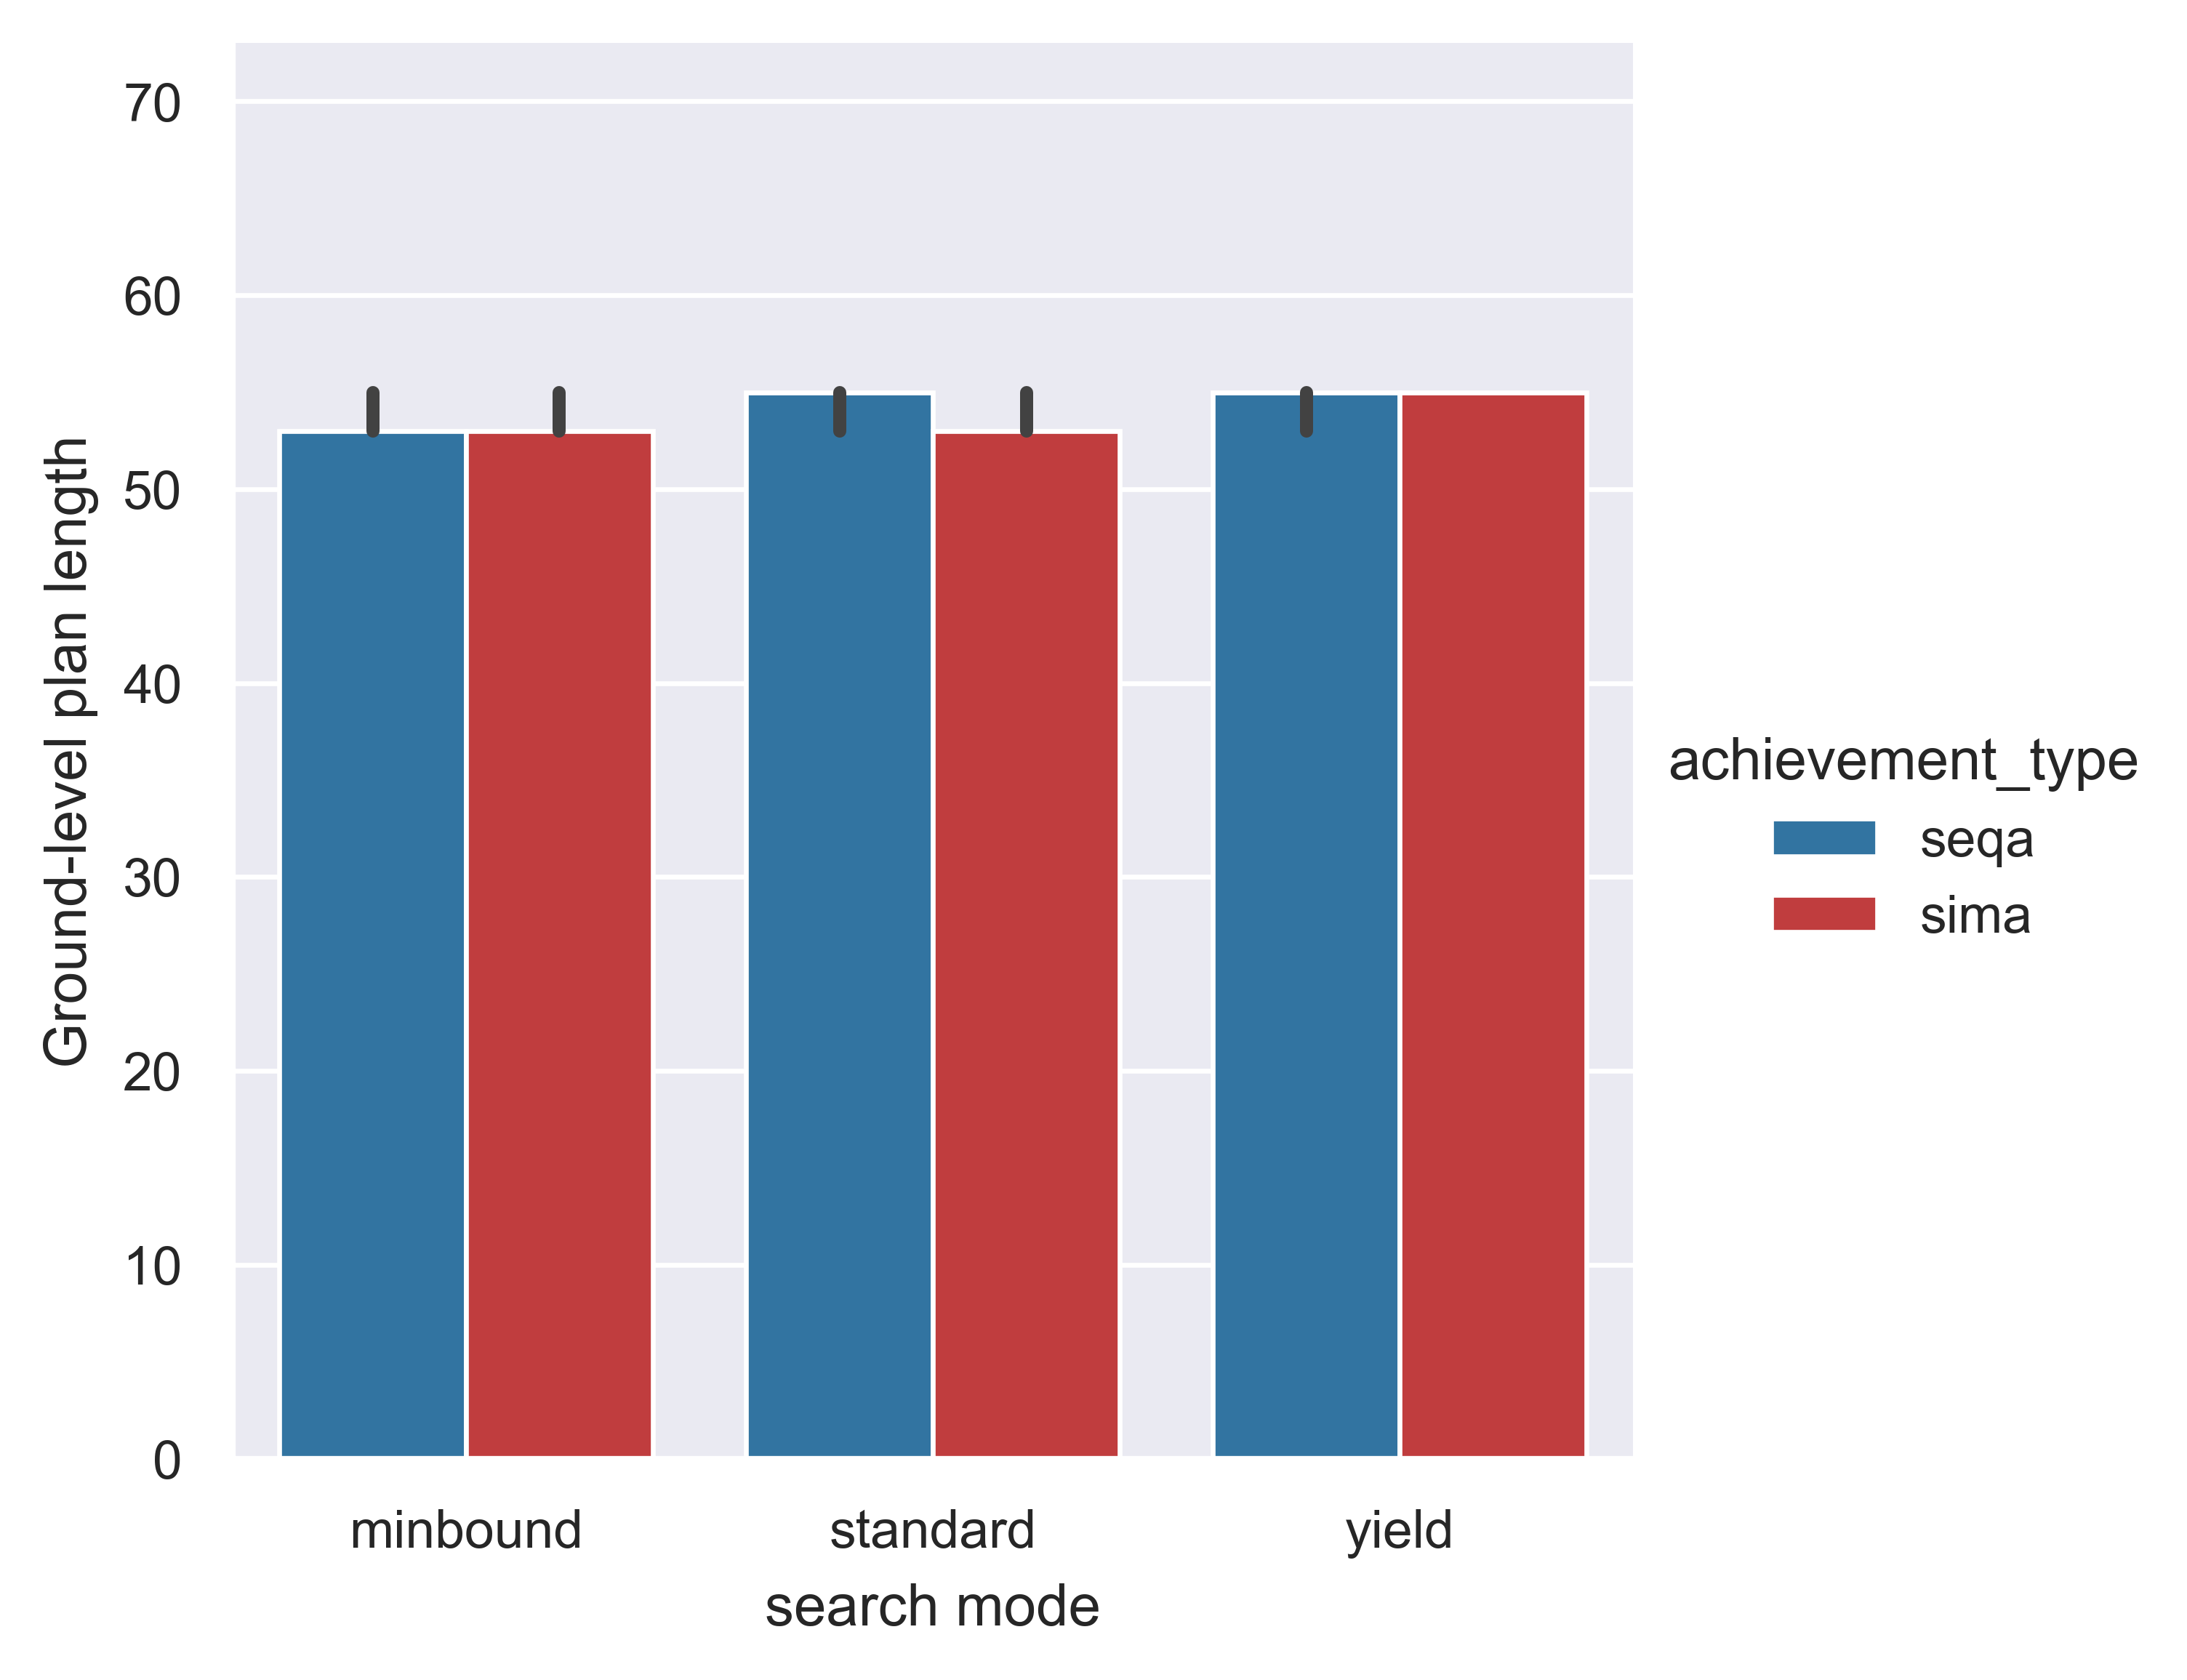 70
60
50
40
30
20
10
0
Ground-level plan length
minbound
standard
yield
search mode
achievement_type
seqa
sima